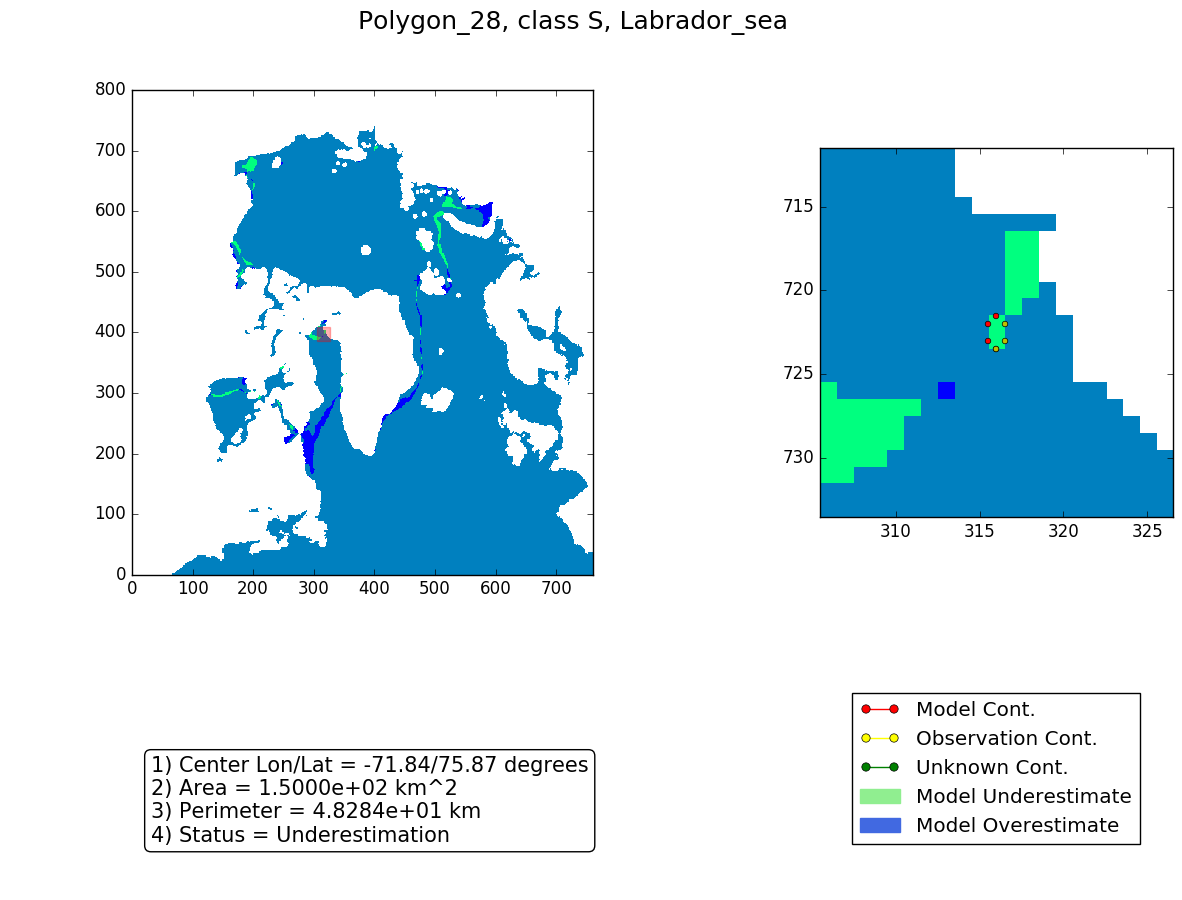 Polygon_28, class S, Labrador_sea
800
700
600
500
400
300
200
100
0
0 100 200 300 400 500 600 700
715
720
725
730
310 315 320 325
1) Center Lon/Lat = -71.84/75.87 degrees
2) Area = 1.5000e+02 km^2
3) Perimeter = 4.8284e+01 km
4) Status = Underestimation
Model Cont.
Observation Cont.
Unknown Cont.
Model Underestimate
Model Overestimate